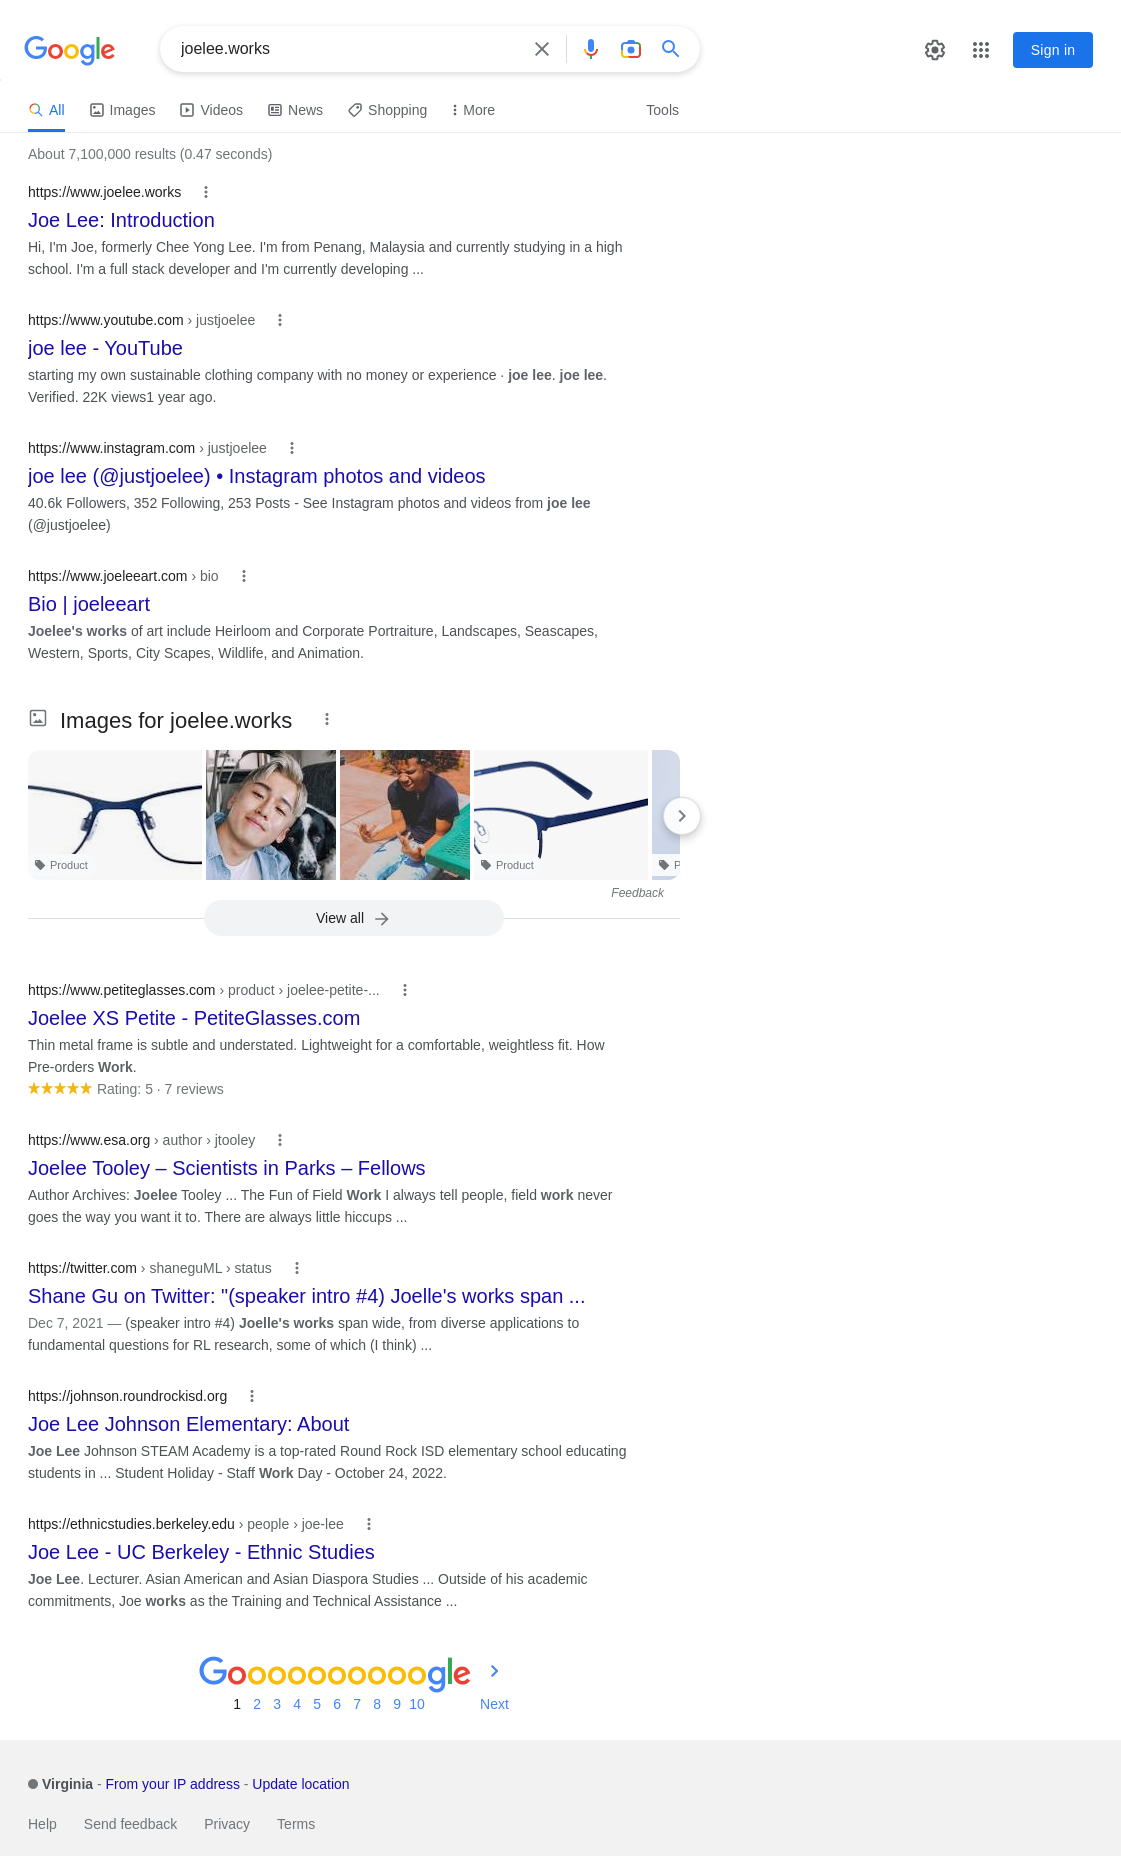 Google
joelee.works
Sign in
All
Images
Videos
News
Shopping
More
Tools
About 7,100,000 results (0.47 seconds)
https://www.joelee.works
Joe Lee: Introduction
Hi, I'm Joe, formerly Chee Yong Lee. I'm from Penang, Malaysia and currently studying in a high
school. I'm a full stack developer and I'm currently developing ...
https://www.youtube.com › justjoelee
joe lee - YouTube
starting my own sustainable clothing company with no money or experience · joe lee. joe lee.
Verified. 22K views1 year ago.
https://www.instagram.com › justjoelee
joe lee (@justjoelee) • Instagram photos and videos
40.6k Followers, 352 Following, 253 Posts - See Instagram photos and videos from joe lee
(@justjoelee)
https://www.joeleeart.com › bio
Bio | joeleeart
Joelee's works of art include Heirloom and Corporate Portraiture, Landscapes, Seascapes,
Western, Sports, City Scapes, Wildlife, and Animation.
Images for joelee.works
Product
Product
P
Feedback
View all
https://www.petiteglasses.com › product › joelee-petite-...
Joelee XS Petite - PetiteGlasses.com
Thin metal frame is subtle and understated. Lightweight for a comfortable, weightless fit. How
Pre-orders Work.
Rating: 5 · 7 reviews
https://www.esa.org › author › jtooley
Joelee Tooley – Scientists in Parks – Fellows
Author Archives: Joelee Tooley ... The Fun of Field Work I always tell people, field work never
goes the way you want it to. There are always little hiccups ...
https://twitter.com › shaneguML › status
Shane Gu on Twitter: "(speaker intro #4) Joelle's works span ...
Dec 7, 2021 — (speaker intro #4) Joelle's works span wide, from diverse applications to
fundamental questions for RL research, some of which (I think) ...
https://johnson.roundrockisd.org
Joe Lee Johnson Elementary: About
Joe Lee Johnson STEAM Academy is a top-rated Round Rock ISD elementary school educating
students in ... Student Holiday - Staff Work Day - October 24, 2022.
https://ethnicstudies.berkeley.edu › people › joe-lee
Joe Lee - UC Berkeley - Ethnic Studies
Joe Lee. Lecturer. Asian American and Asian Diaspora Studies ... Outside of his academic
commitments, Joe works as the Training and Technical Assistance ...
Goooooooooogle
1 2 3 4 5 6 7 8 9 10 Next
Virginia - From your IP address - Update location
Help Send feedback Privacy Terms